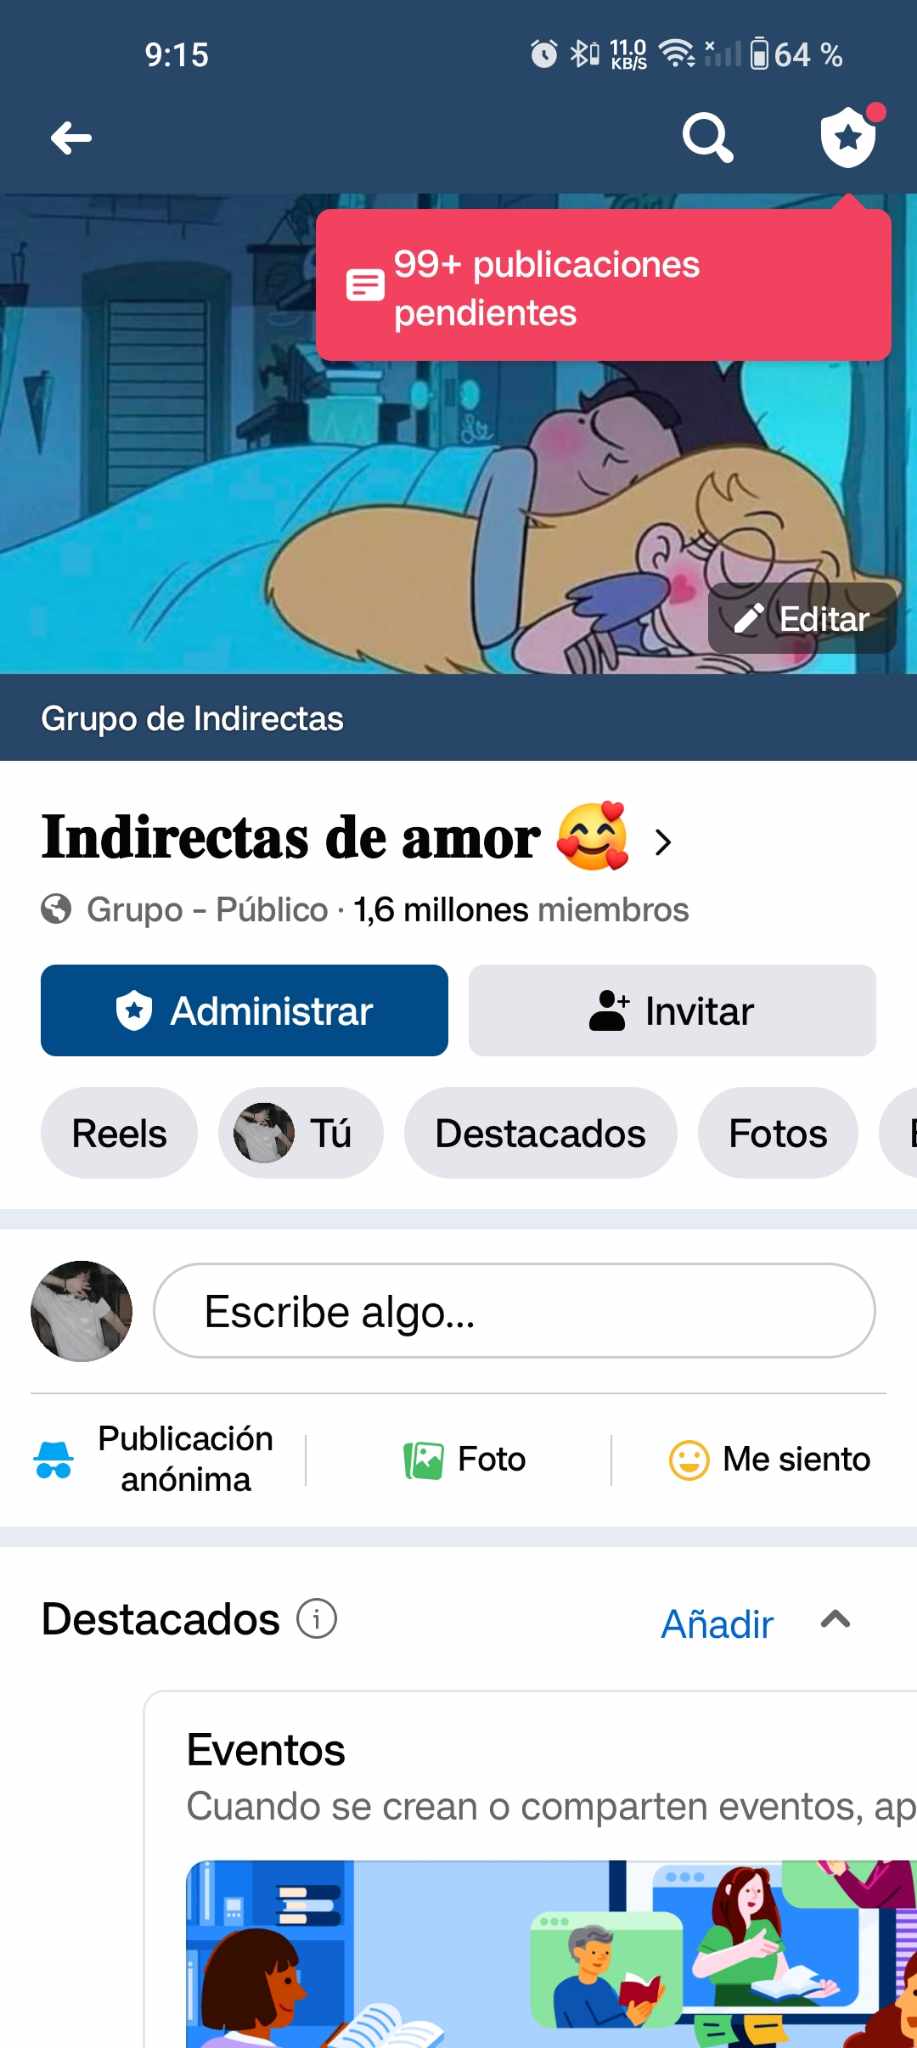 9:15
11.0
KB/S
64 %
99+ publicaciones
pendientes
Editar
Grupo de Indirectas
Indirectas de amor 🥰 >
Grupo - Público · 1,6 millones miembros
Administrar
Invitar
Reels
Tú
Destacados
Fotos
Escribe algo...
Publicación
anónima
Foto
Me siento
Destacados
Añadir
Eventos
Cuando se crean o comparten eventos, ap